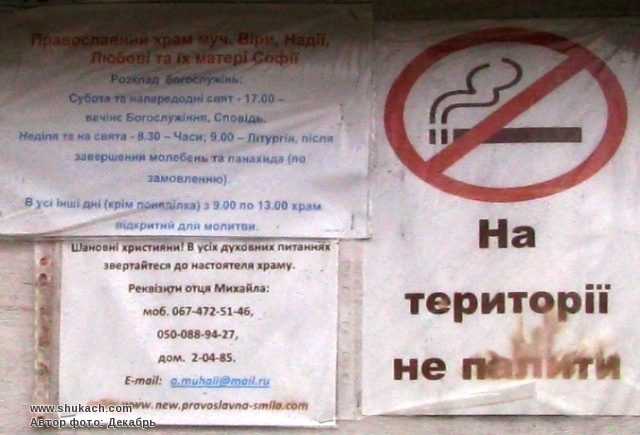 Православний храм муч. Віри, Надії,
Любові та їх матері Софії
Розклад богослужінь:
Субота та напередодні свят - 17.00 –
вечінє Богослужіння, Сповідь.
Неділя та на свята - 8.30 – Часи; 9.00 – Літургія, після
завершення молебень та панахида (по
замовленню).
В усі інші дні (крім понеділка) з 9.00 по 13.00 храм
відкритий для молитви.
Шановні християни! В усіх духовних питаннях
звертайтеся до настоятеля храму.
Реквізити отця Михайла:
моб. 067-472-51-46,
050-088-94-27,
дом. 2-04-85.
E-mail: a.muhail@mail.ru
www.new.pravoslavna-smila.com
На
території
не палити
www.shukach.com
Автор фото: Декабрь